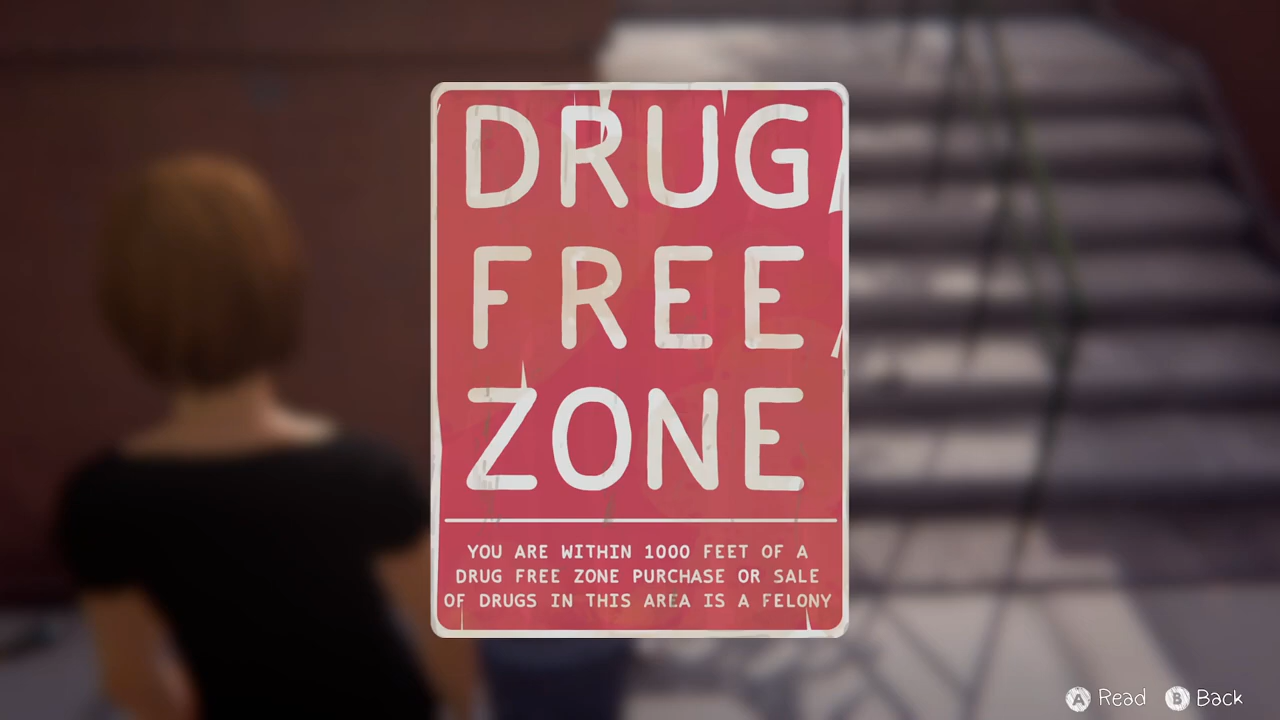 DRUG
FREE
ZONE
YOU ARE WITHIN 1000 FEET OF A
DRUG FREE ZONE PURCHASE OR SALE
OF DRUGS IN THIS AREA IS A FELONY
A Read B Back